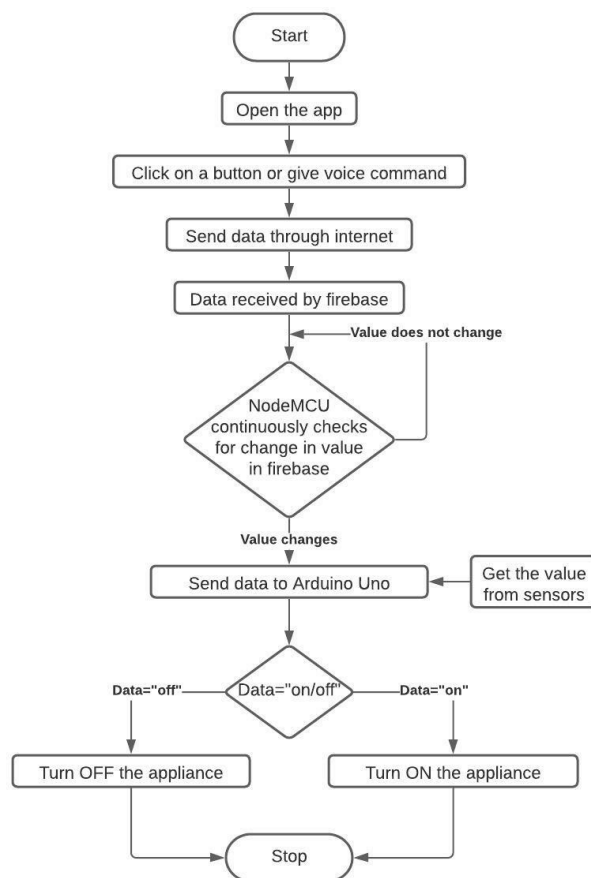 Start
Open the app
Click on a button or give voice command
Send data through internet
Data received by firebase
Value does not change
NodeMCU
continuously checks
for change in value
in firebase
Value changes
Send data to Arduino Uno
Get the value
from sensors
Data="off"
Data="on/off"
Data="on"
Turn OFF the appliance
Turn ON the appliance
Stop